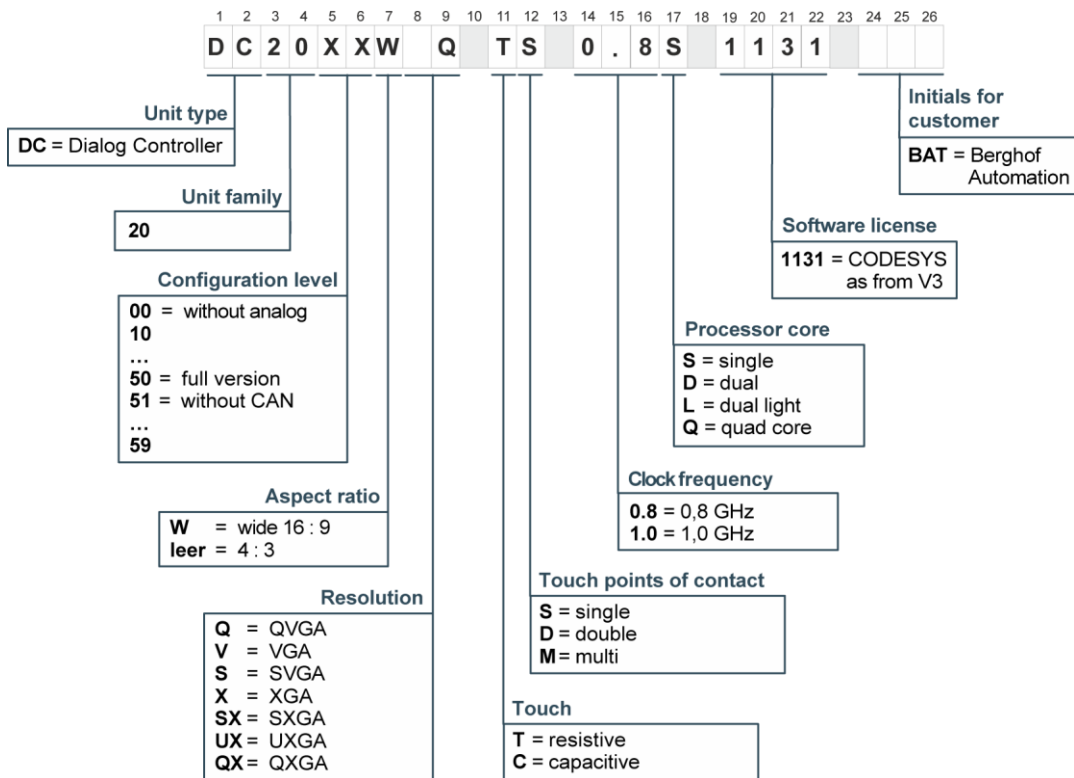 1 2 3 4 5 6 7 8 9 10 11 12 13 14 15 16 17 18 19 20 21 22 23 24 25 26
D C 2 0 X X W Q T S 0 . 8 S 1 1 3 1
Unit type
DC = Dialog Controller
Unit family
20
Configuration level
00 = without analog
10
...
50 = full version
51 = without CAN
...
59
Aspect ratio
W = wide 16 : 9
leer = 4 : 3
Resolution
Q = QVGA
V = VGA
S = SVGA
X = XGA
SX = SXGA
UX = UXGA
QX = QXGA
Touch
T = resistive
C = capacitive
Touch points of contact
S = single
D = double
M = multi
Clock frequency
0.8 = 0,8 GHz
1.0 = 1,0 GHz
Processor core
S = single
D = dual
L = dual light
Q = quad core
Software license
1131 = CODESYS
as from V3
Initials for
customer
BAT = Berghof
Automation